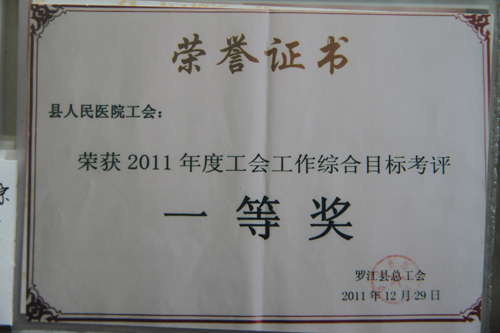 荣誉证书
县人民医院工会：
荣获2011年度工会工作综合目标考评
一等奖
罗江县总工会
2011年12月29日